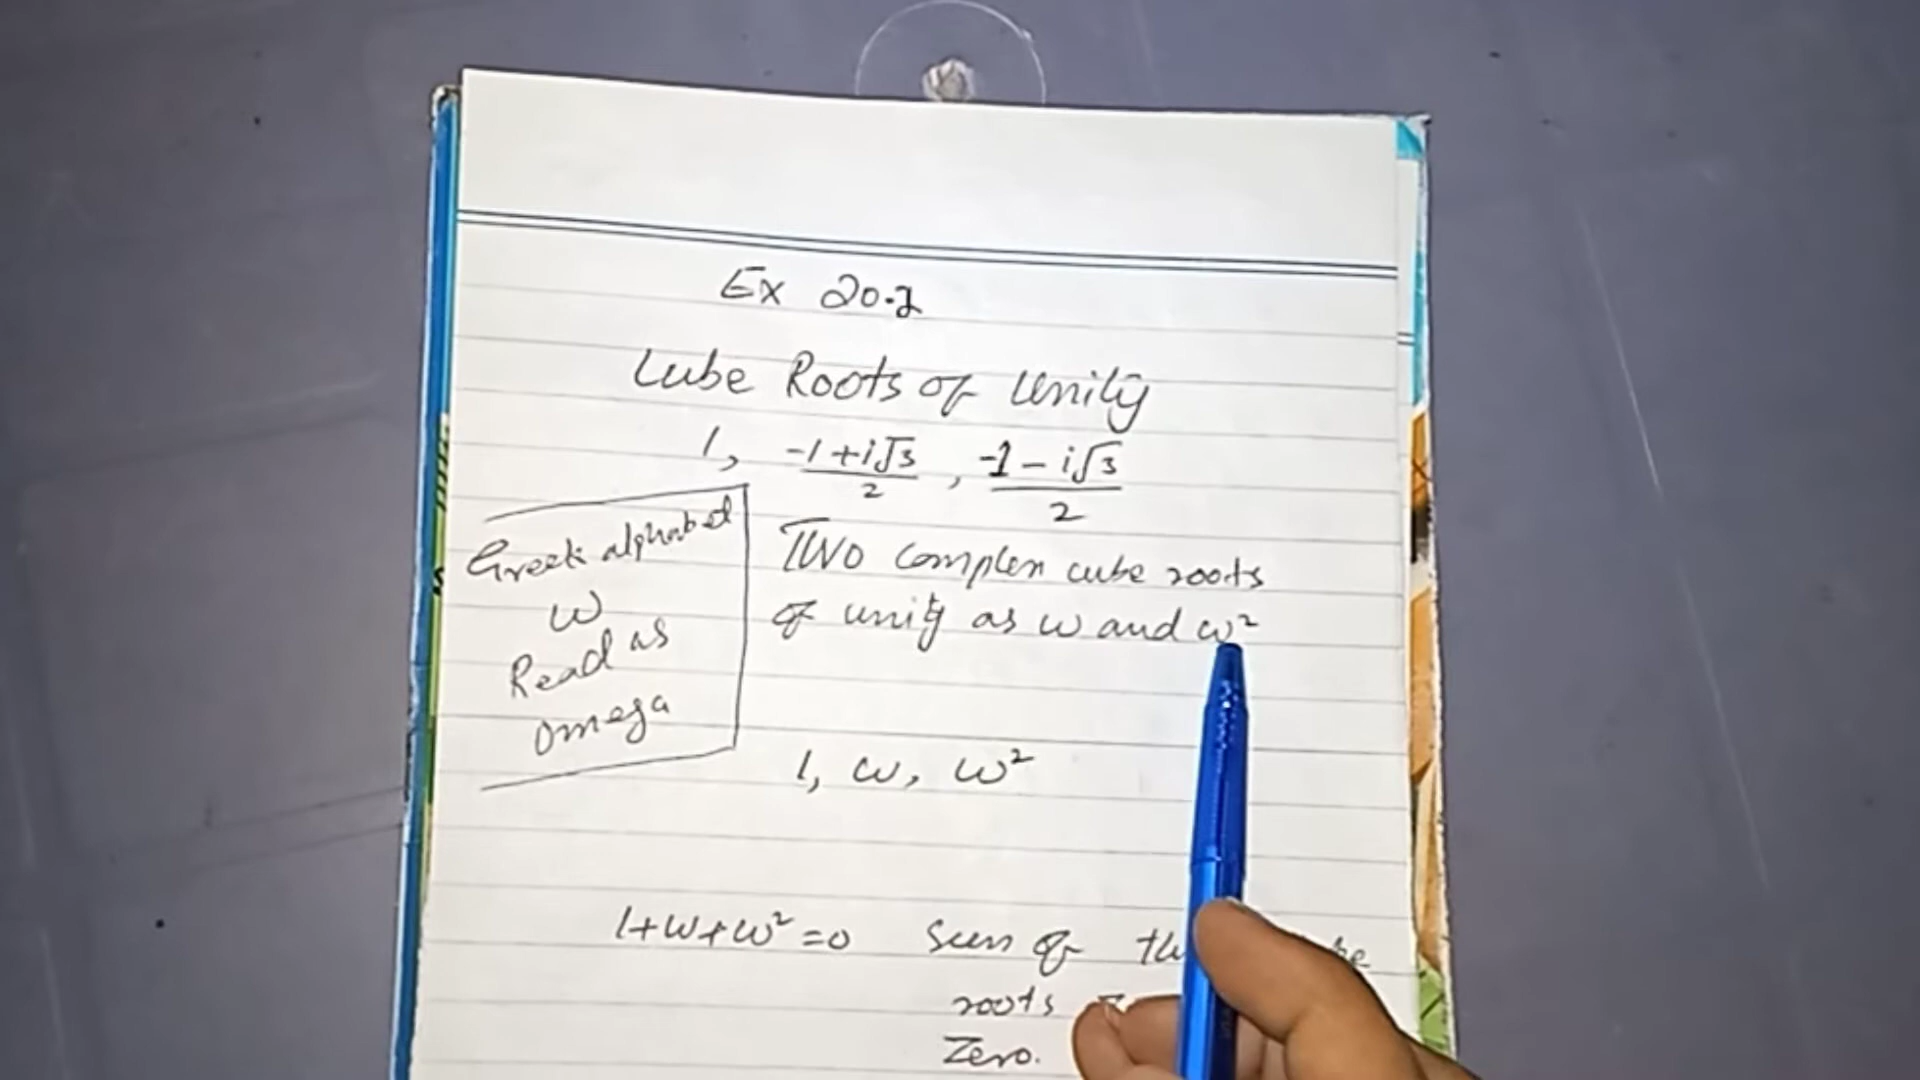 Ex 20.2
Cube Roots of Unity
1, -1+i√3/2, -1-i√3/2
Greek alphabet
ω
Read as
omega
Two complex cube roots
of unity as ω and ω²
1, ω, ω²
1+ω+ω²=0 Sum of
roots
Zero.